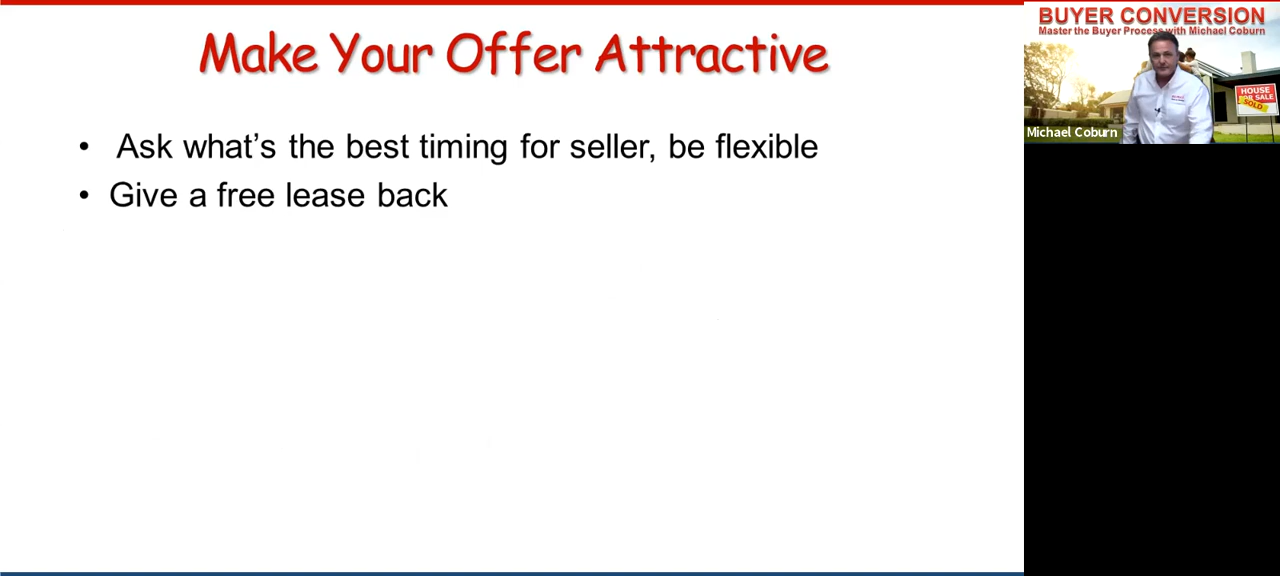 Make Your Offer Attractive
• Ask what's the best timing for seller, be flexible
• Give a free lease back
BUYER CONVERSION
Master the Buyer Process with Michael Coburn
HOUSE
FOR SALE
SOLD
Michael Coburn